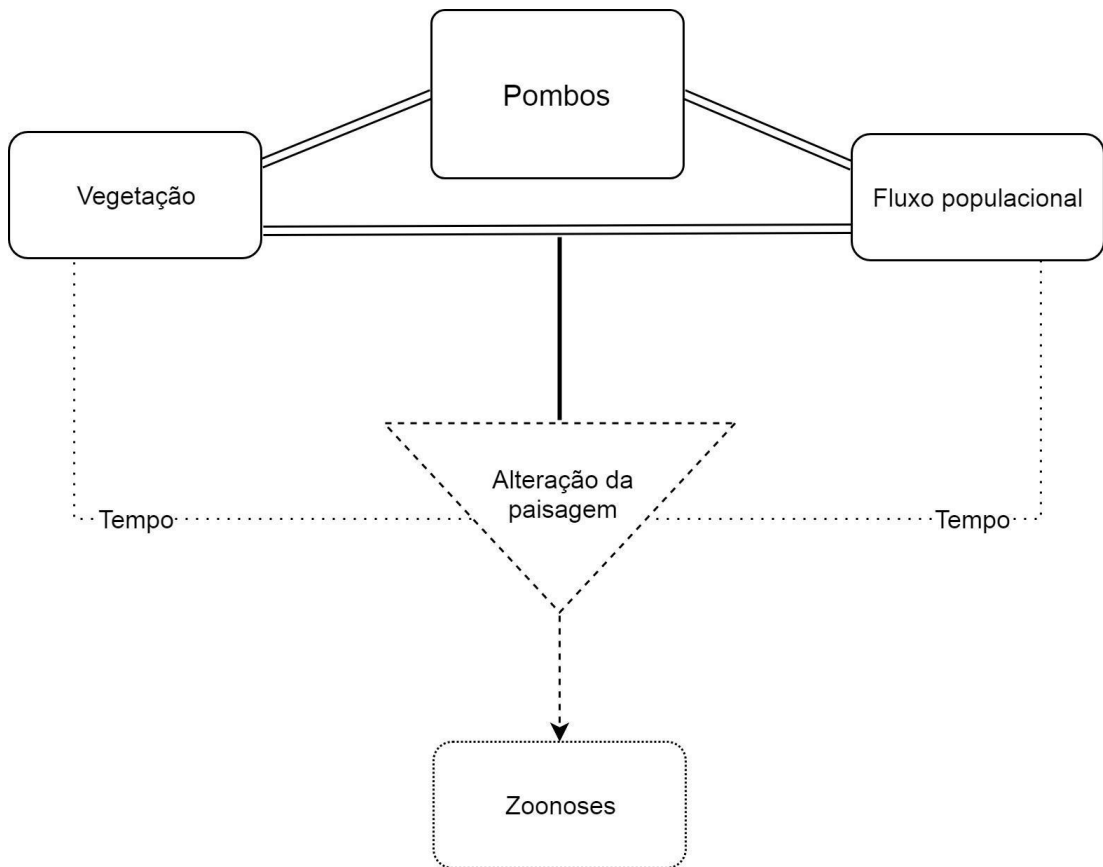 Pombos
Vegetação
Fluxo populacional
Alteração da
paisagem
Tempo
Tempo
Zoonoses